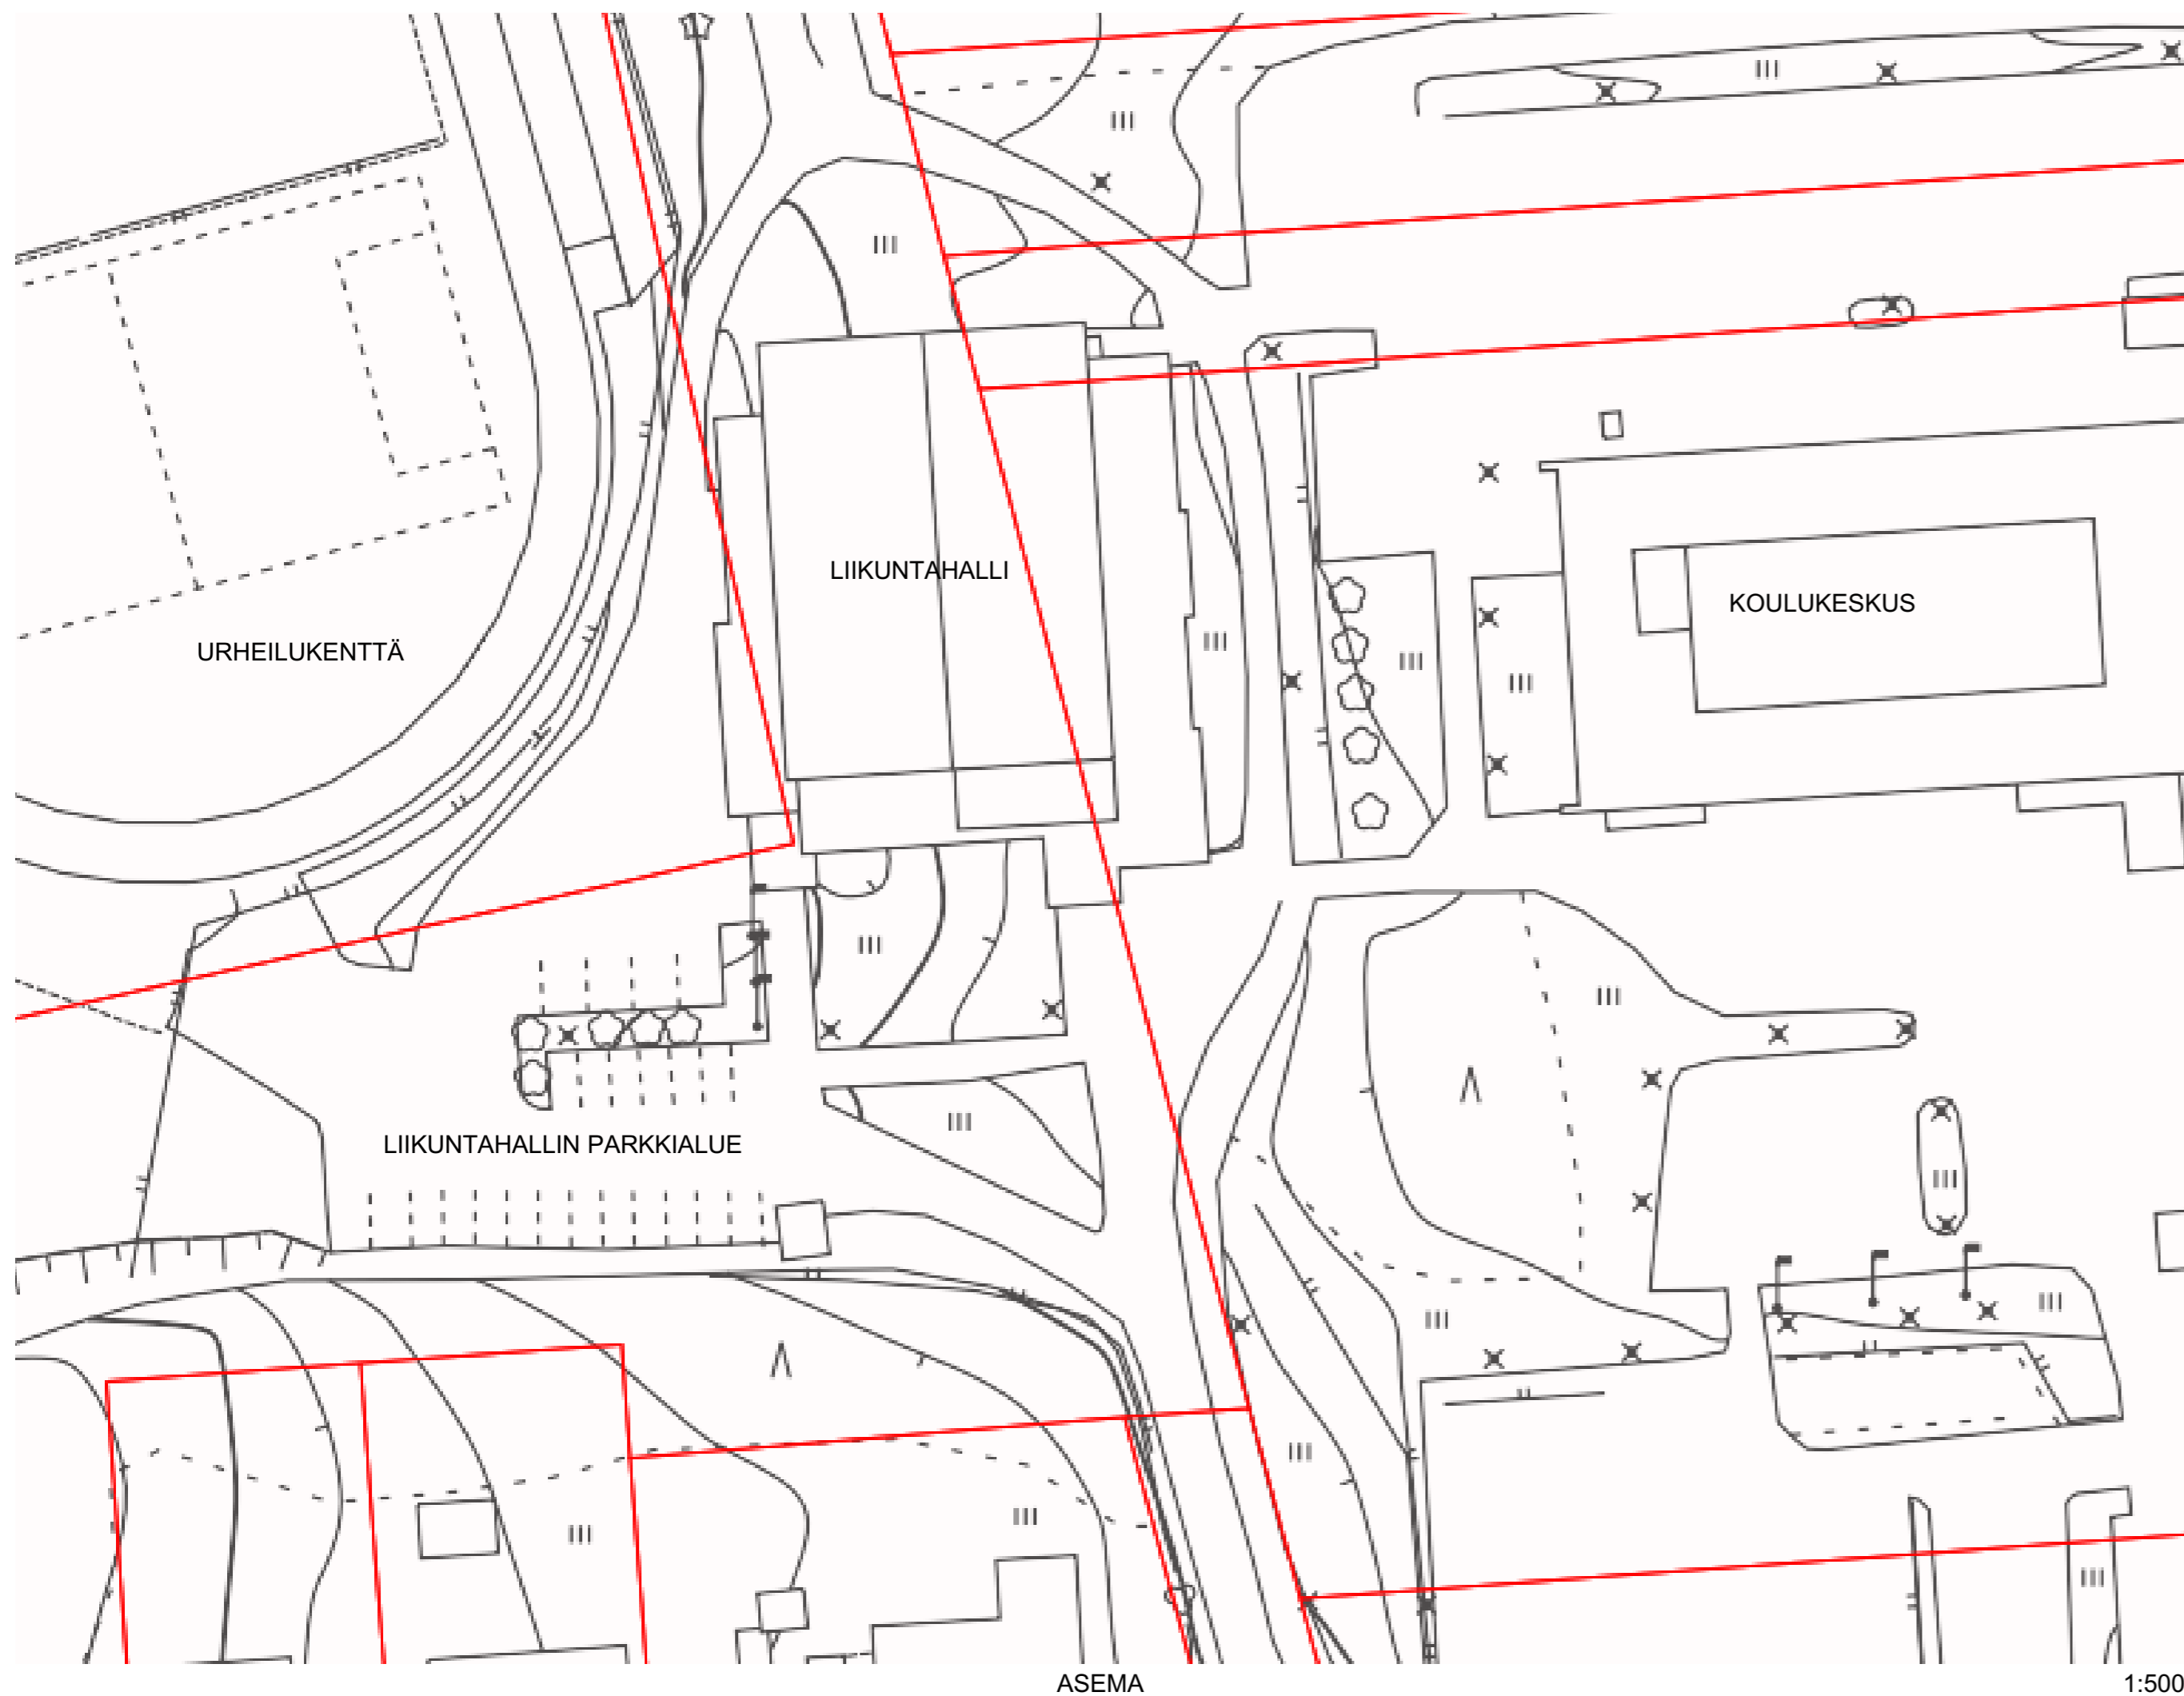 LIIKUNTAHALLI
KOULUKESKUS
URHEILUKENTTÄ
LIIKUNTAHALLIN PARKKIALUE
ASEMA
1:500